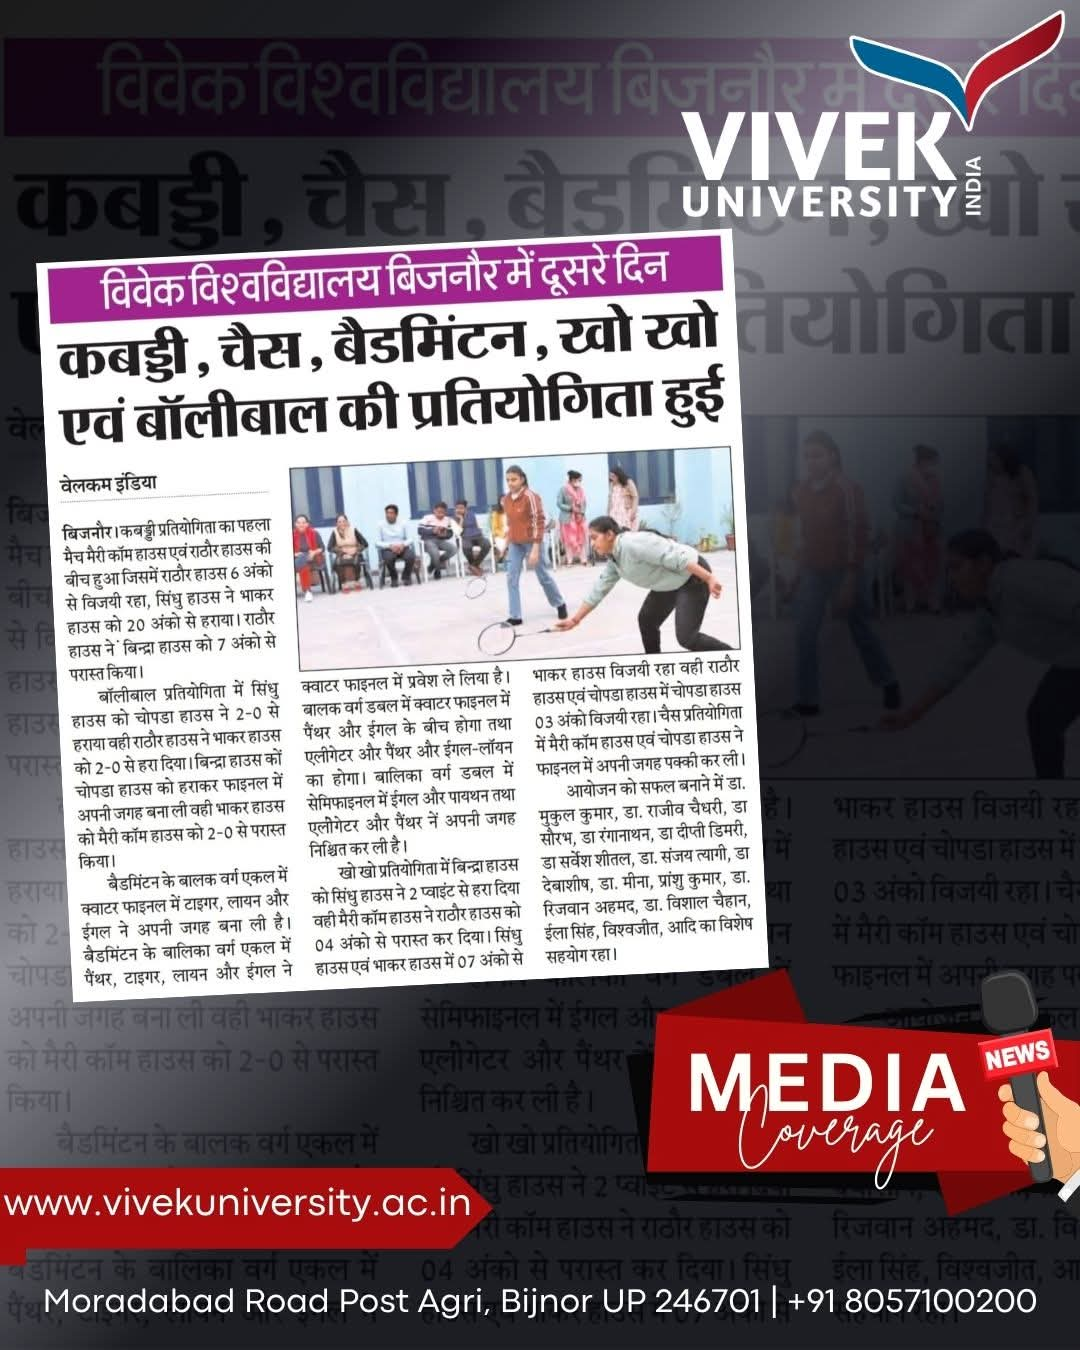 VIVEK
UNIVERSITY
INDIA
विवेक विश्वविद्यालय बिजनौर में दूसरे दिन
कबड्डी , चैस , बैडमिंटन , खो खो
एवं बॉलीबाल की प्रतियोगिता हुई
वेलकम इंडिया
बिजनौर। कबड्डी प्रतियोगिता का पहला
मैच मैरी कॉम हाउस एवं राठौर हाउस की
बीच हुआ जिसमें राठौर हाउस 6 अंको
से विजयी रहा, सिंधु हाउस ने भाकर
हाउस को 20 अंको से हराया। राठौर
हाउस ने बिन्द्रा हाउस को 7 अंको से
परास्त किया।
बॉलीबाल प्रतियोगिता में सिंधु
हाउस को चोपडा हाउस ने 2-0 से
हराया वही राठौर हाउस ने भाकर हाउस
को 2-0 से हरा दिया। बिन्द्रा हाउस कों
चोपडा हाउस को हराकर फाइनल में
अपनी जगह बना ली वही भाकर हाउस
को मैरी कॉम हाउस को 2-0 से परास्त
किया।
बैडमिंटन के बालक वर्ग एकल में
क्वाटर फाइनल में टाइगर, लायन और
ईगल ने अपनी जगह बना ली है।
बैडमिंटन के बालिका वर्ग एकल में
पैंथर, टाइगर, लायन और ईगल ने
क्वाटर फाइनल में प्रवेश ले लिया है।
बालक वर्ग डबल में क्वाटर फाइनल में
पैंथर और ईगल के बीच होगा तथा
एलीगेटर और पैंथर और ईगल-लॉयन
का होगा। बालिका वर्ग डबल में
सेमिफाइनल में ईगल और पायथन तथा
एलीगेटर और पैंथर नें अपनी जगह
निश्चित कर ली है।
खो खो प्रतियोगिता में बिन्द्रा हाउस
को सिंधु हाउस ने 2 प्वाइंट से हरा दिया
वही मैरी कॉम हाउस ने राठौर हाउस को
04 अंको से परास्त कर दिया। सिंधु
हाउस एवं भाकर हाउस में 07 अंको से
भाकर हाउस विजयी रहा वही राठौर
हाउस एवं चोपडा हाउस में चोपडा हाउस
03 अंको विजयी रहा। चैस प्रतियोगिता
में मैरी कॉम हाउस एवं चोपडा हाउस ने
फाइनल में अपनी जगह पक्की कर ली।
आयोजन को सफल बनाने में डा.
मुकुल कुमार, डा. राजीव चैधरी, डा
सौरभ, डा रंगानाथन, डा दीप्ती डिमरी,
डा सर्वेश शीतल, डा. संजय त्यागी, डा
देबाशीष, डा. मीना, प्रांशु कुमार, डा.
रिजवान अहमद, डा. विशाल चैहान,
ईला सिंह, विश्वजीत, आदि का विशेष
सहयोग रहा।
MEDIA
Coverage
NEWS
www.vivekuniversity.ac.in
Moradabad Road Post Agri, Bijnor UP 246701 | +91 8057100200